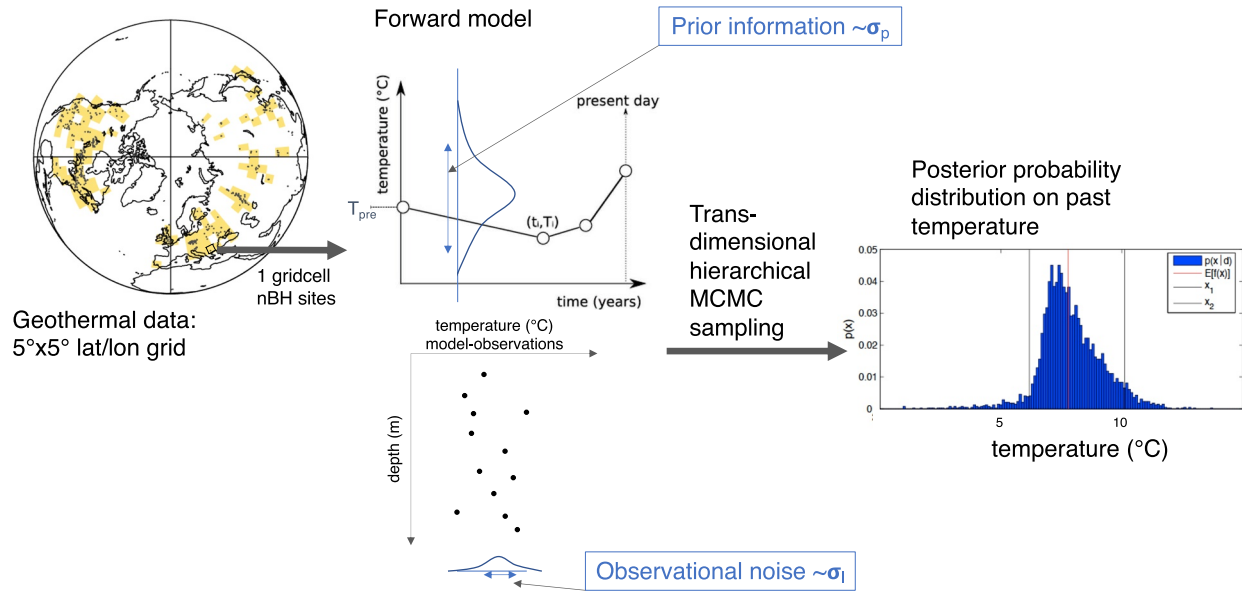 Forward model
Prior information ~σp
temperature (°C)
present day
Tpre
(ti,Ti)
time (years)
1 gridcell
nBH sites
Geothermal data:
5°x5° lat/lon grid
temperature (°C)
model-observations
depth (m)
Observational noise ~σl
Trans-
dimensional
hierarchical
MCMC
sampling
Posterior probability
distribution on past
temperature
p(x|d)
E[f(x)]
x1
x2
p(x)
0.05
0.04
0.03
0.02
0.01
0
5
10
temperature (°C)